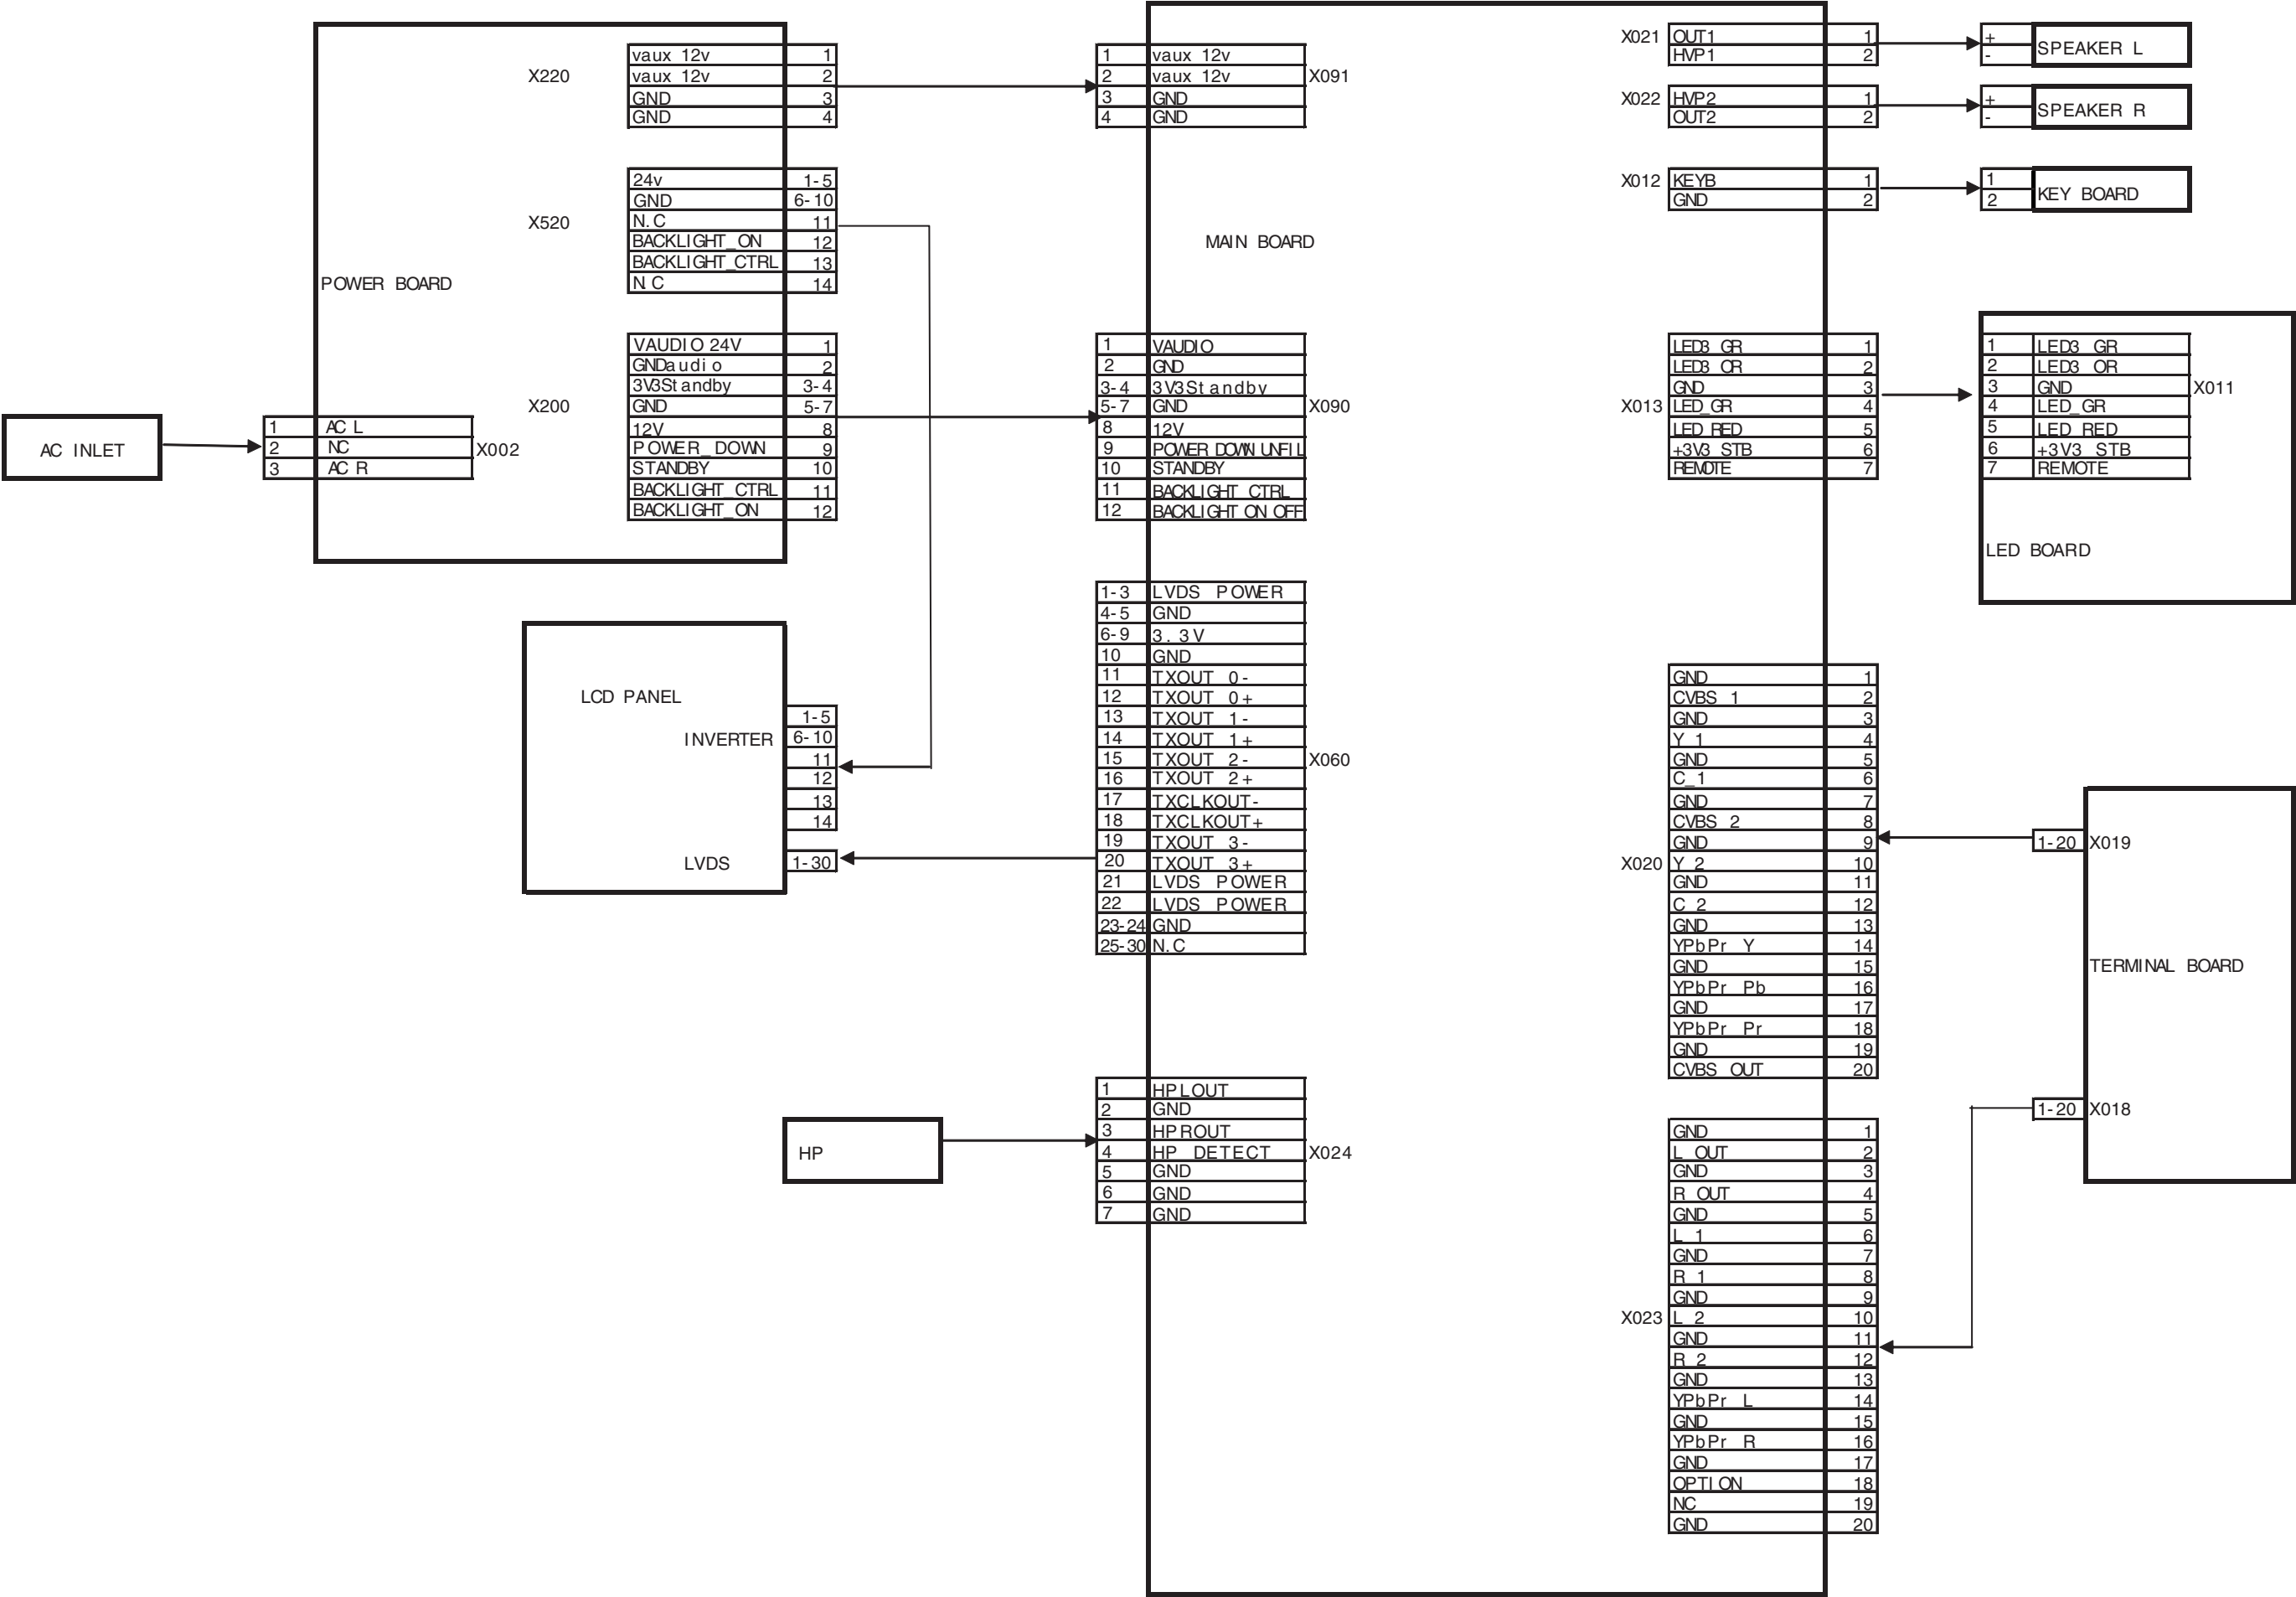 POWER BOARD
X220
vaux 12v 1
vaux 12v 2
GND 3
GND 4
X520
24v 1-5
GND 6-10
N.C 11
BACKLIGHT_ON 12
BACKLIGHT_CTRL 13
N.C 14
X200
VAUDIO 24V 1
GNDaudio 2
3V3Standby 3-4
GND 5-7
12V 8
POWER_DOWN 9
STANDBY 10
BACKLIGHT_CTRL 11
BACKLIGHT_ON 12
AC INLET
1 AC L
2 NC
3 AC R
X002
LCD PANEL
INVERTER
1-5
6-10
11
12
13
14
LVDS 1-30
HP
MAIN BOARD
1 vaux 12v
2 vaux 12v
3 GND
4 GND
X091
1 VAUDIO
2 GND
3-4 3V3Standby
5-7 GND
8 12V
9 POWER DOWN UNFIL
10 STANDBY
11 BACKLIGHT CTRL
12 BACKLIGHT ON OFF
X090
1-3 LVDS POWER
4-5 GND
6-9 3.3V
10 GND
11 TXOUT 0-
12 TXOUT 0+
13 TXOUT 1-
14 TXOUT 1+
15 TXOUT 2-
16 TXOUT 2+
17 TXCLKOUT-
18 TXCLKOUT+
19 TXOUT 3-
20 TXOUT 3+
21 LVDS POWER
22 LVDS POWER
23-24 GND
25-30 N.C
X060
1 HPLOUT
2 GND
3 HPROUT
4 HP DETECT
5 GND
6 GND
7 GND
X024
X021
OUT1 1
HVP1 2
+
-
SPEAKER L
X022
HVP2 1
OUT2 2
+
-
SPEAKER R
X012
KEYB 1
GND 2
1
2
KEY BOARD
X013
LED3 GR 1
LED3 OR 2
GND 3
LED_GR 4
LED RED 5
+3V3 STB 6
REMOTE 7
1 LED3 GR
2 LED3 OR
3 GND
4 LED_GR
5 LED RED
6 +3V3 STB
7 REMOTE
X011
LED BOARD
X020
GND 1
CVBS 1 2
GND 3
Y 1 4
GND 5
C_1 6
GND 7
CVBS 2 8
GND 9
Y 2 10
GND 11
C 2 12
GND 13
YPbPr Y 14
GND 15
YPbPr Pb 16
GND 17
YPbPr Pr 18
GND 19
CVBS OUT 20
X023
GND 1
L OUT 2
GND 3
R OUT 4
GND 5
L 1 6
GND 7
R 1 8
GND 9
L 2 10
GND 11
R 2 12
GND 13
YPbPr L 14
GND 15
YPbPr R 16
GND 17
OPTION 18
NC 19
GND 20
1-20 X019
TERMINAL BOARD
1-20 X018